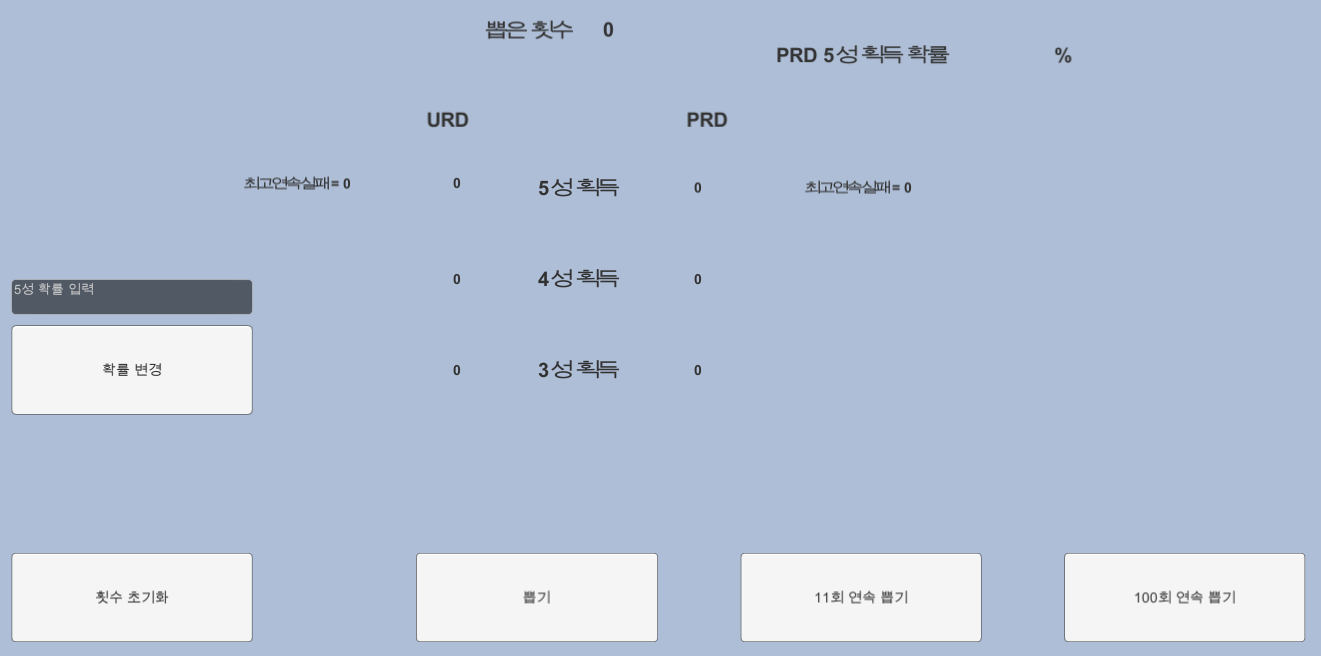 뽑은 횟수 0
PRD 5성 획득 확률 %
URD PRD
최고연속실패= 0 0 5성 획득 0 최고연속실패= 0
0 4성 획득 0
5성 확률 입력
확률 변경
0 3성 획득 0
횟수 초기화 뽑기 11회 연속 뽑기 100회 연속 뽑기